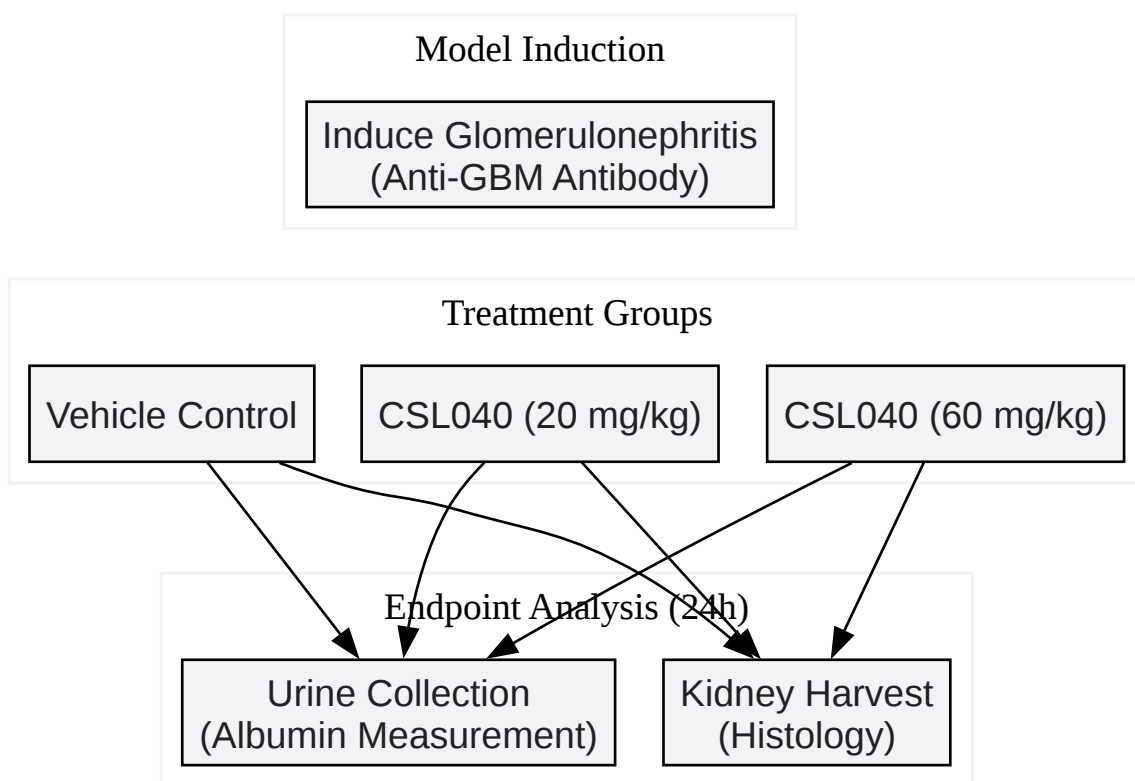 Model Induction
Induce Glomerulonephritis
(Anti-GBM Antibody)
Treatment Groups
Vehicle Control
CSL040 (20 mg/kg)
CSL040 (60 mg/kg)
Endpoint Analysis (24h)
Urine Collection
(Albumin Measurement)
Kidney Harvest
(Histology)